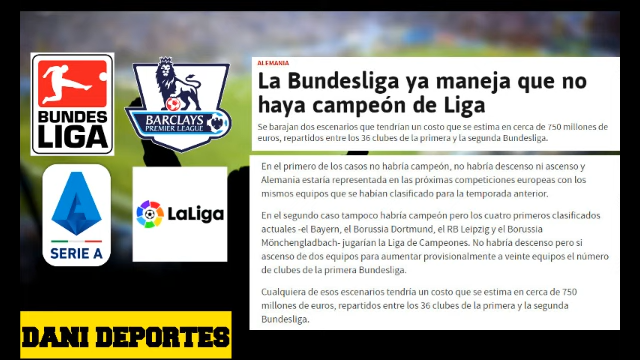 BUNDES
LIGA
BARCLAYS
PREMIER LEAGUE
SERIE A
LaLiga
DANI DEPORTES
ALEMANIA
La Bundesliga ya maneja que no
haya campeón de Liga
Se barajan dos escenarios que tendrían un costo que se estima en cerca de 750 millones de
euros, repartidos entre los 36 clubes de la primera y la segunda Bundesliga.
En el primero de los casos no habría campeón, no habría descenso ni ascenso y
Alemania estaría representada en las próximas competiciones europeas con los
mismos equipos que se habían clasificado para la temporada anterior.
En el segundo caso tampoco habría campeón pero los cuatro primeros clasificados
actuales -el Bayern, el Borussia Dortmund, el RB Leipzig y el Borussia
Mönchengladbach- jugarían la Liga de Campeones. No habría descenso pero si
ascenso de dos equipos para aumentar provisionalmente a veinte equipos el número
de clubes de la primera Bundesliga.
Cualquiera de esos escenarios tendría un costo que se estima en cerca de 750
millones de euros, repartidos entre los 36 clubes de la primera y la segunda
Bundesliga.